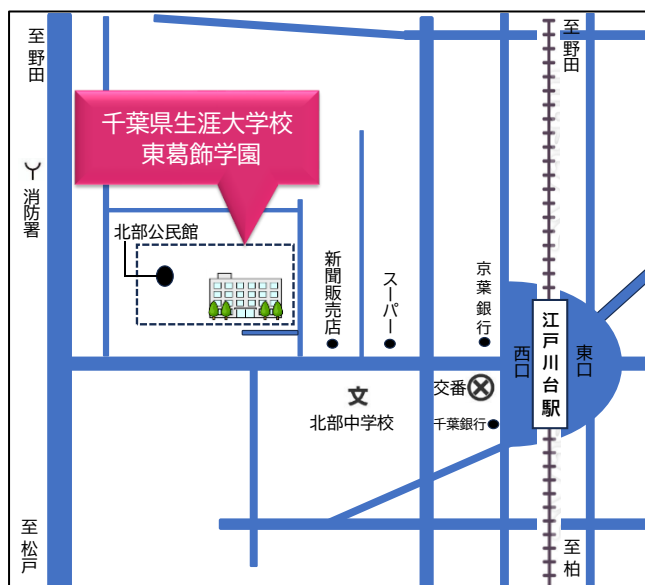 至野田
至野田
千葉県生涯大学校
東葛飾学園
消防署
北部公民館
新聞販売店
スーパー
京葉銀行
江戸川台駅
西口
東口
交番
文
北部中学校
千葉銀行
至松戸
至柏